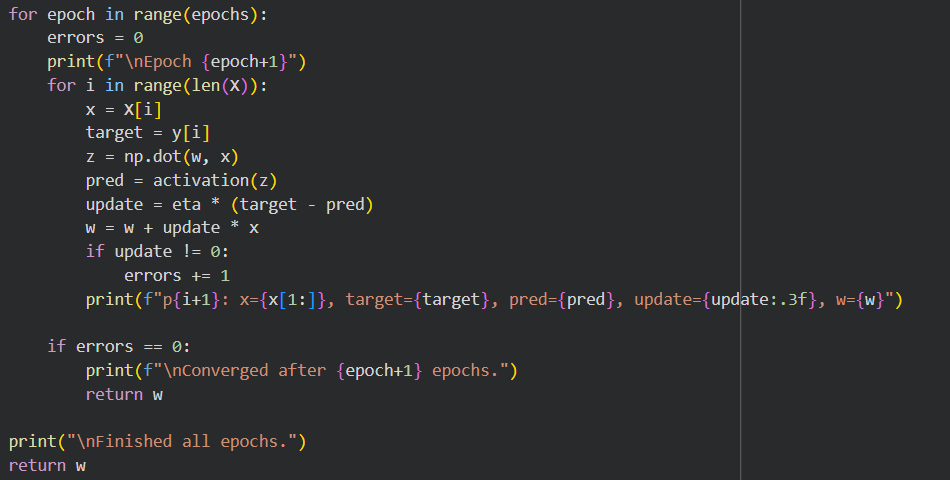 for epoch in range(epochs):
    errors = 0
    print(f"\nEpoch {epoch+1}")
    for i in range(len(X)):
        x = X[i]
        target = y[i]
        z = np.dot(w, x)
        pred = activation(z)
        update = eta * (target - pred)
        w = w + update * x
        if update != 0:
            errors += 1
        print(f"p{i+1}: x={x[1:]}, target={target}, pred={pred}, update={update:.3f}, w={w}")

    if errors == 0:
        print(f"\nConverged after {epoch+1} epochs.")
        return w

print("\nFinished all epochs.")
return w